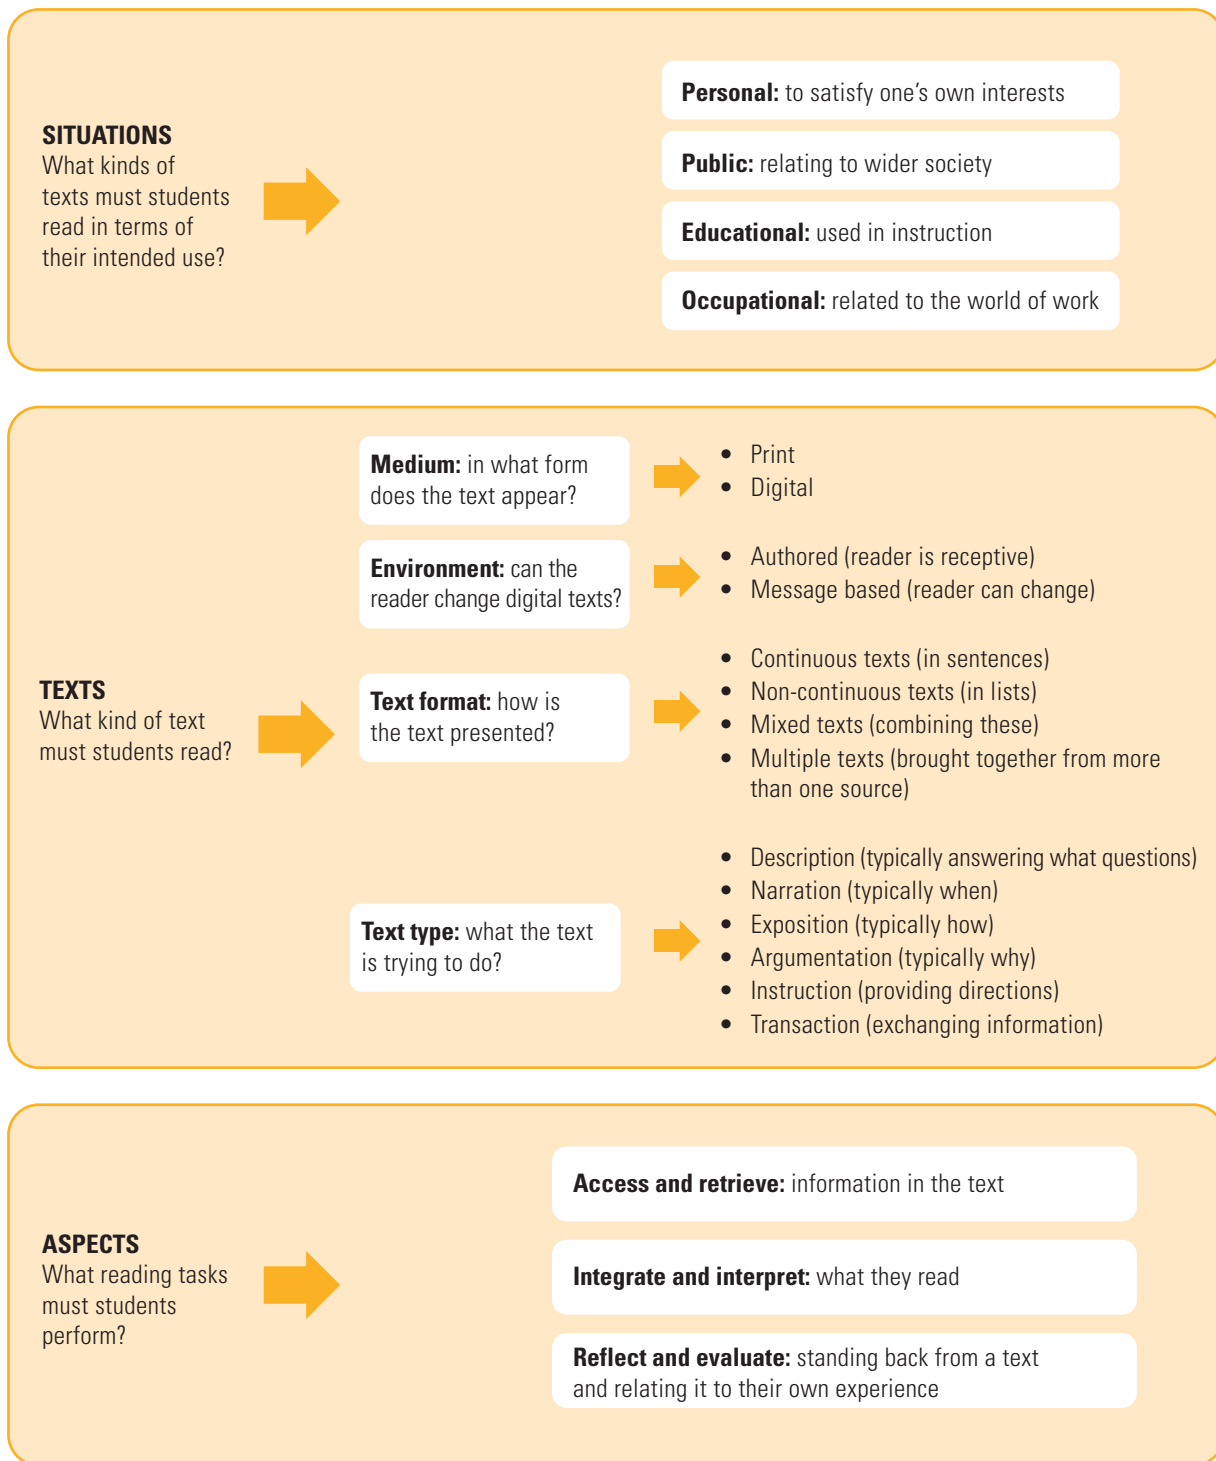 SITUATIONS
What kinds of
texts must students
read in terms of
their intended use?
Personal: to satisfy one's own interests
Public: relating to wider society
Educational: used in instruction
Occupational: related to the world of work
TEXTS
What kind of text
must students read?
Medium: in what form
does the text appear?
• Print
• Digital
Environment: can the
reader change digital texts?
• Authored (reader is receptive)
• Message based (reader can change)
Text format: how is
the text presented?
• Continuous texts (in sentences)
• Non-continuous texts (in lists)
• Mixed texts (combining these)
• Multiple texts (brought together from more
than one source)
Text type: what the text
is trying to do?
• Description (typically answering what questions)
• Narration (typically when)
• Exposition (typically how)
• Argumentation (typically why)
• Instruction (providing directions)
• Transaction (exchanging information)
ASPECTS
What reading tasks
must students
perform?
Access and retrieve: information in the text
Integrate and interpret: what they read
Reflect and evaluate: standing back from a text
and relating it to their own experience